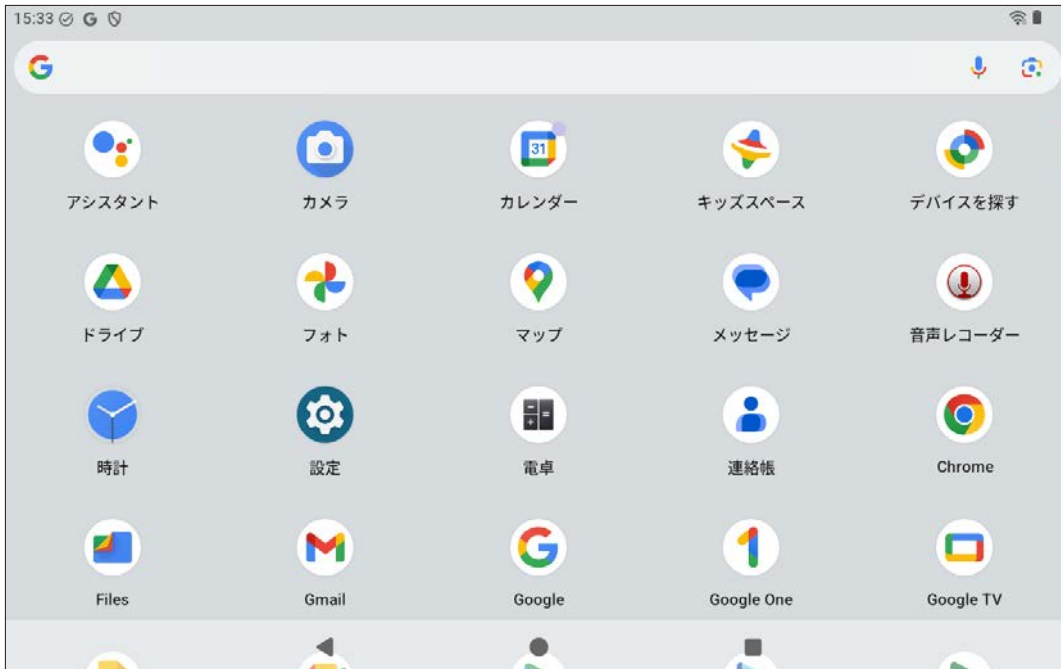 15:33
アシスタント
カメラ
カレンダー
キッズスペース
デバイスを探す
ドライブ
フォト
マップ
メッセージ
音声レコーダー
時計
設定
電卓
連絡帳
Chrome
Files
Gmail
Google
Google One
Google TV